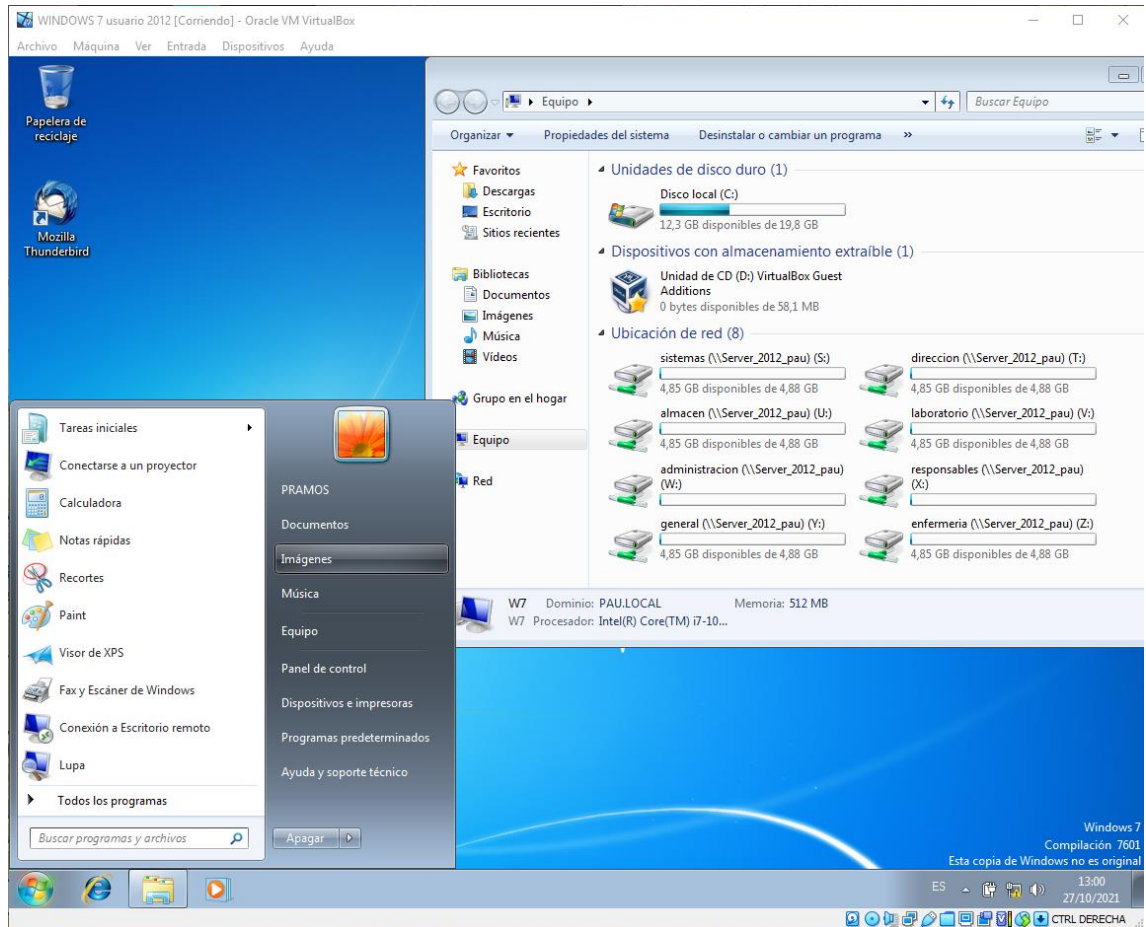 WINDOWS 7 usuario 2012 [Corriendo] - Oracle VM VirtualBox
Archivo Máquina Ver Entrada Dispositivos Ayuda
Papelera de
reciclaje
Mozilla
Thunderbird
Equipo
Buscar Equipo
Organizar
Propiedades del sistema
Desinstalar o cambiar un programa
»
Favoritos
Descargas
Escritorio
Sitios recientes
Bibliotecas
Documentos
Imágenes
Música
Vídeos
Grupo en el hogar
Equipo
Red
Unidades de disco duro (1)
Disco local (C:)
12,3 GB disponibles de 19,8 GB
Dispositivos con almacenamiento extraíble (1)
Unidad de CD (D:) VirtualBox Guest
Additions
0 bytes disponibles de 58,1 MB
Ubicación de red (8)
sistemas (\\Server_2012_pau) (S:)
4,85 GB disponibles de 4,88 GB
direccion (\\Server_2012_pau) (T:)
4,85 GB disponibles de 4,88 GB
almacen (\\Server_2012_pau) (U:)
4,85 GB disponibles de 4,88 GB
laboratorio (\\Server_2012_pau) (V:)
4,85 GB disponibles de 4,88 GB
administracion (\\Server_2012_pau)
(W:)
responsables (\\Server_2012_pau)
(X:)
general (\\Server_2012_pau) (Y:)
4,85 GB disponibles de 4,88 GB
enfermeria (\\Server_2012_pau) (Z:)
4,85 GB disponibles de 4,88 GB
W7 Dominio: PAU.LOCAL Memoria: 512 MB
W7 Procesador: Intel(R) Core(TM) i7-10...
Tareas iniciales
Conectarse a un proyector
Calculadora
Notas rápidas
Recortes
Paint
Visor de XPS
Fax y Escáner de Windows
Conexión a Escritorio remoto
Lupa
Todos los programas
Buscar programas y archivos
PRAMOS
Documentos
Imágenes
Música
Equipo
Panel de control
Dispositivos e impresoras
Programas predeterminados
Ayuda y soporte técnico
Apagar
Windows 7
Compilación 7601
Esta copia de Windows no es original
ES
13:00
27/10/2021
CTRL DERECHA